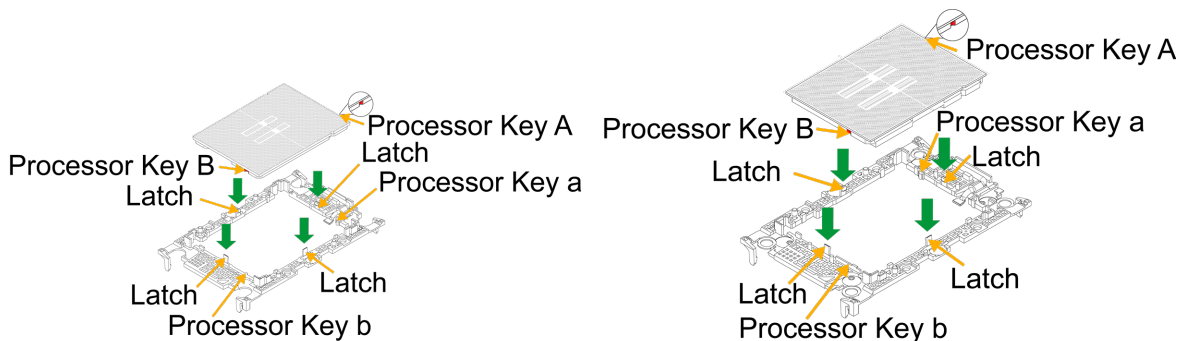 Processor Key A
Latch
Processor Key B
Processor Key a
Latch
Latch
Latch
Processor Key b
Processor Key A
Processor Key a
Processor Key B
Latch
Latch
Latch
Latch
Processor Key b